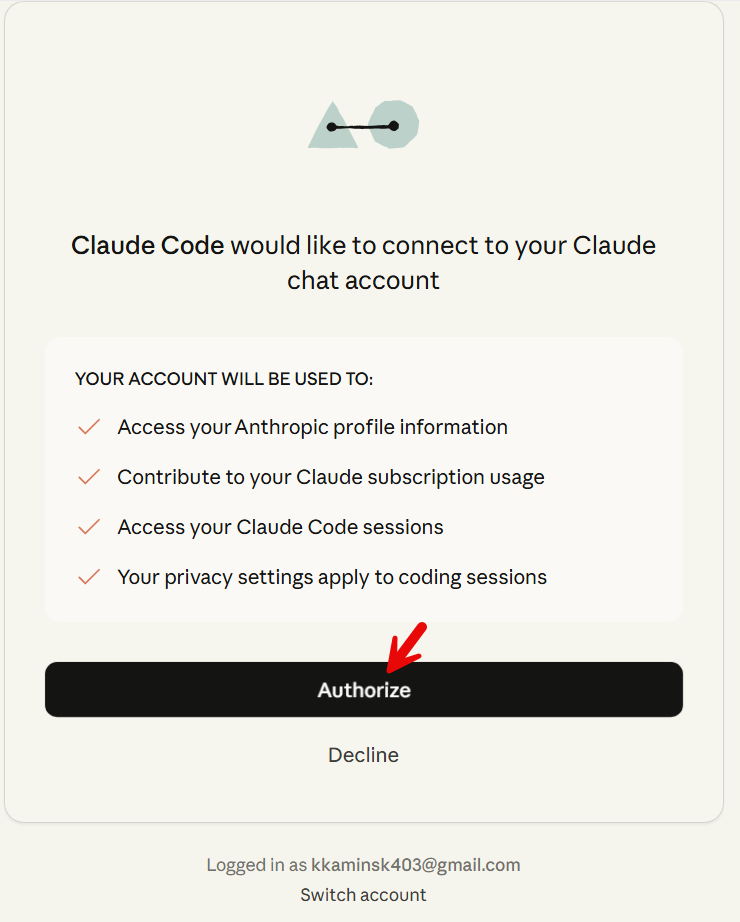 Claude Code would like to connect to your Claude
chat account
YOUR ACCOUNT WILL BE USED TO:
Access your Anthropic profile information
Contribute to your Claude subscription usage
Access your Claude Code sessions
Your privacy settings apply to coding sessions
Authorize
Decline
Logged in as kkaminsk403@gmail.com
Switch account